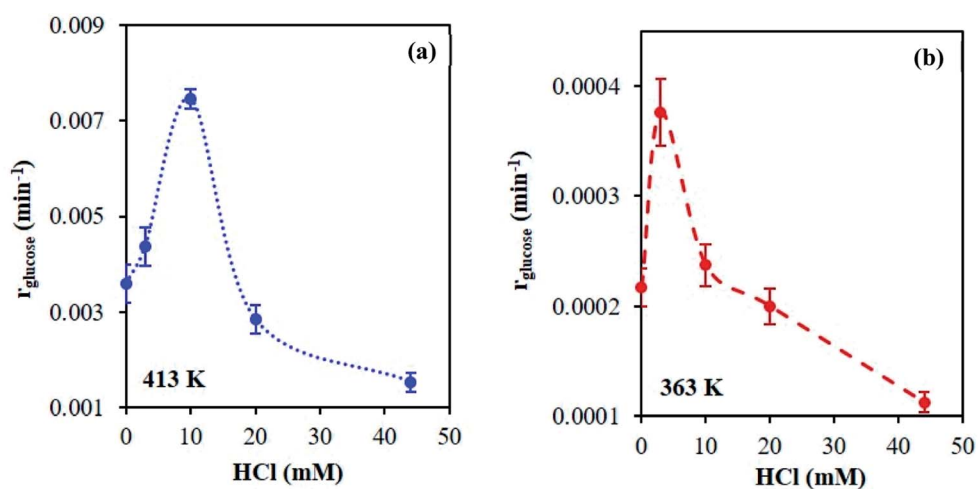 0.009
0.007
0.005
0.003
0.001
r_glucose (min⁻¹)
(a)
413 K
0 10 20 30 40 50
HCl (mM)
0.0004
0.0003
0.0002
0.0001
r_glucose (min⁻¹)
(b)
363 K
0 10 20 30 40 50
HCl (mM)